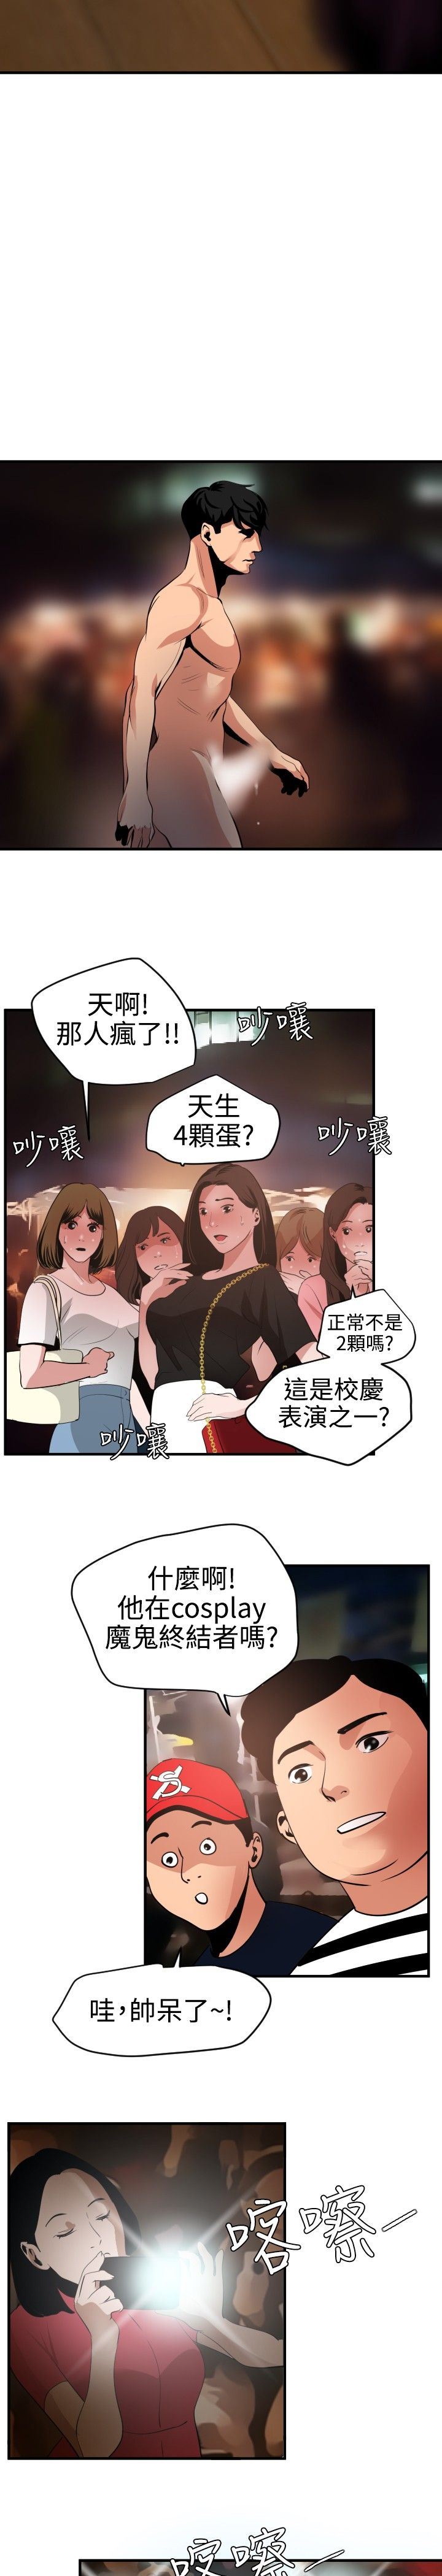 天啊!
那人瘋了!!
吵嚷
天生
4顆蛋?
吵嚷
吵嚷
正常不是
2顆嗎?
這是校慶
表演之一?
吵嚷
什麼啊!
他在cosplay
魔鬼終結者嗎?
哇,帥呆了~!
喀嚓—
喀嚓—